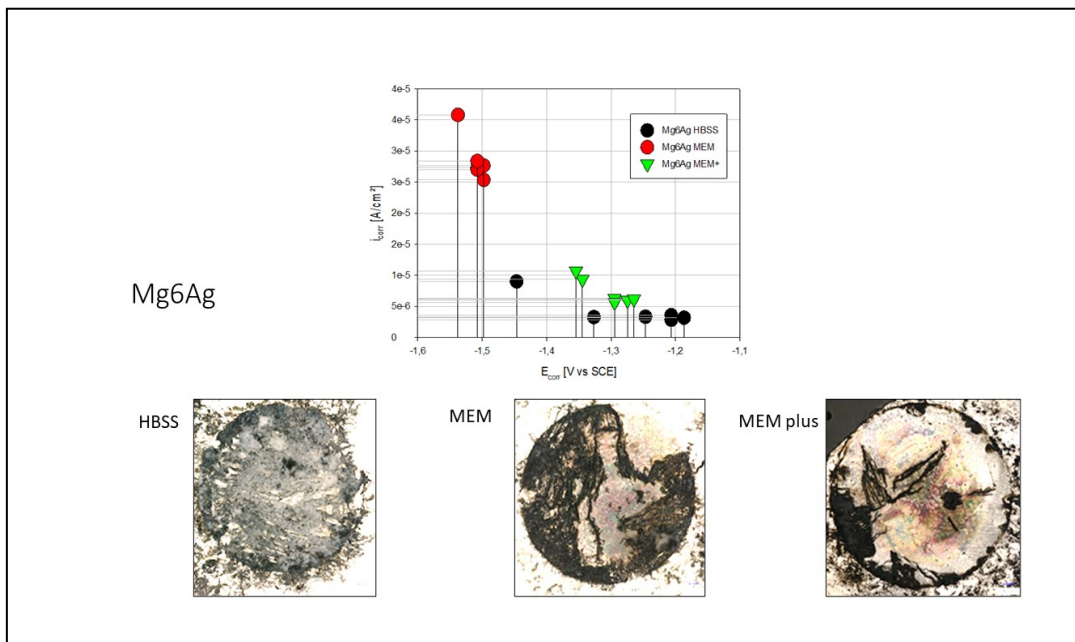 4e-5
4e-5
3e-5
3e-5
2e-5
2e-5
1e-5
5e-6
0
i_corr [A/cm²]
-1,6 -1,5 -1,4 -1,3 -1,2 -1,1
E_corr [V vs SCE]
Mg6Ag HBSS
Mg6Ag MEM
Mg6Ag MEM+
Mg6Ag
HBSS
MEM
MEM plus